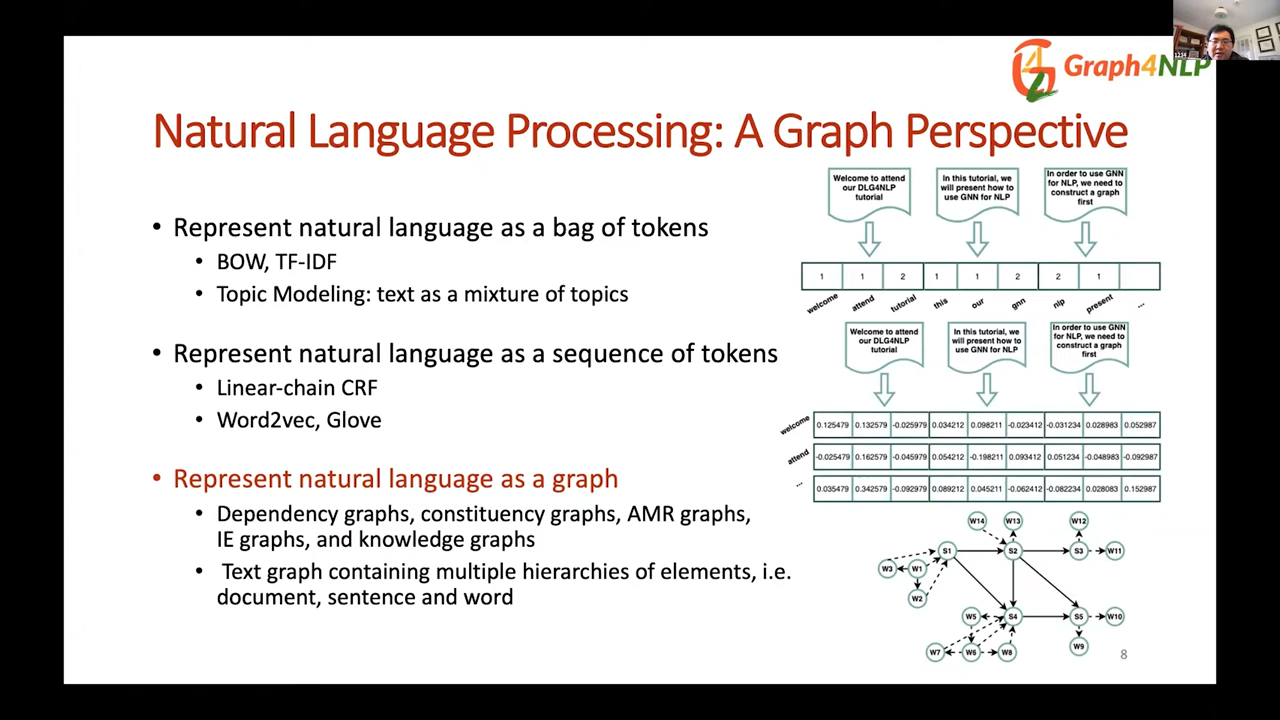 Graph4NLP
Natural Language Processing: A Graph Perspective
• Represent natural language as a bag of tokens
• BOW, TF-IDF
• Topic Modeling: text as a mixture of topics
• Represent natural language as a sequence of tokens
• Linear-chain CRF
• Word2vec, Glove
• Represent natural language as a graph
• Dependency graphs, constituency graphs, AMR graphs,
IE graphs, and knowledge graphs
• Text graph containing multiple hierarchies of elements, i.e.
document, sentence and word
Welcome to attend
our DLG4NLP
tutorial
In this tutorial, we
will present how to
use GNN for NLP
In order to use GNN
for NLP, we need to
construct a graph
first
1 1 2 1 1 2 2 1
welcome attend tutorial this our gnn nlp present ...
Welcome to attend
our DLG4NLP
tutorial
In this tutorial, we
will present how to
use GNN for NLP
In order to use GNN
for NLP, we need to
construct a graph
first
welcome 0.125479 0.132579 -0.025979 0.034212 0.098211 -0.023412 -0.031234 0.028983 0.052987
attend -0.025479 0.162579 -0.045979 0.054212 -0.198211 0.093412 0.051234 -0.048983 -0.092987
... 0.035479 0.342579 -0.092979 0.089212 0.045211 -0.062412 -0.082234 0.028083 0.152987
W14 W13 W12
S1 S2 S3 W11
W3 W1
W2
W5 S4 S5 W10
W7 W6 W8 W9
8